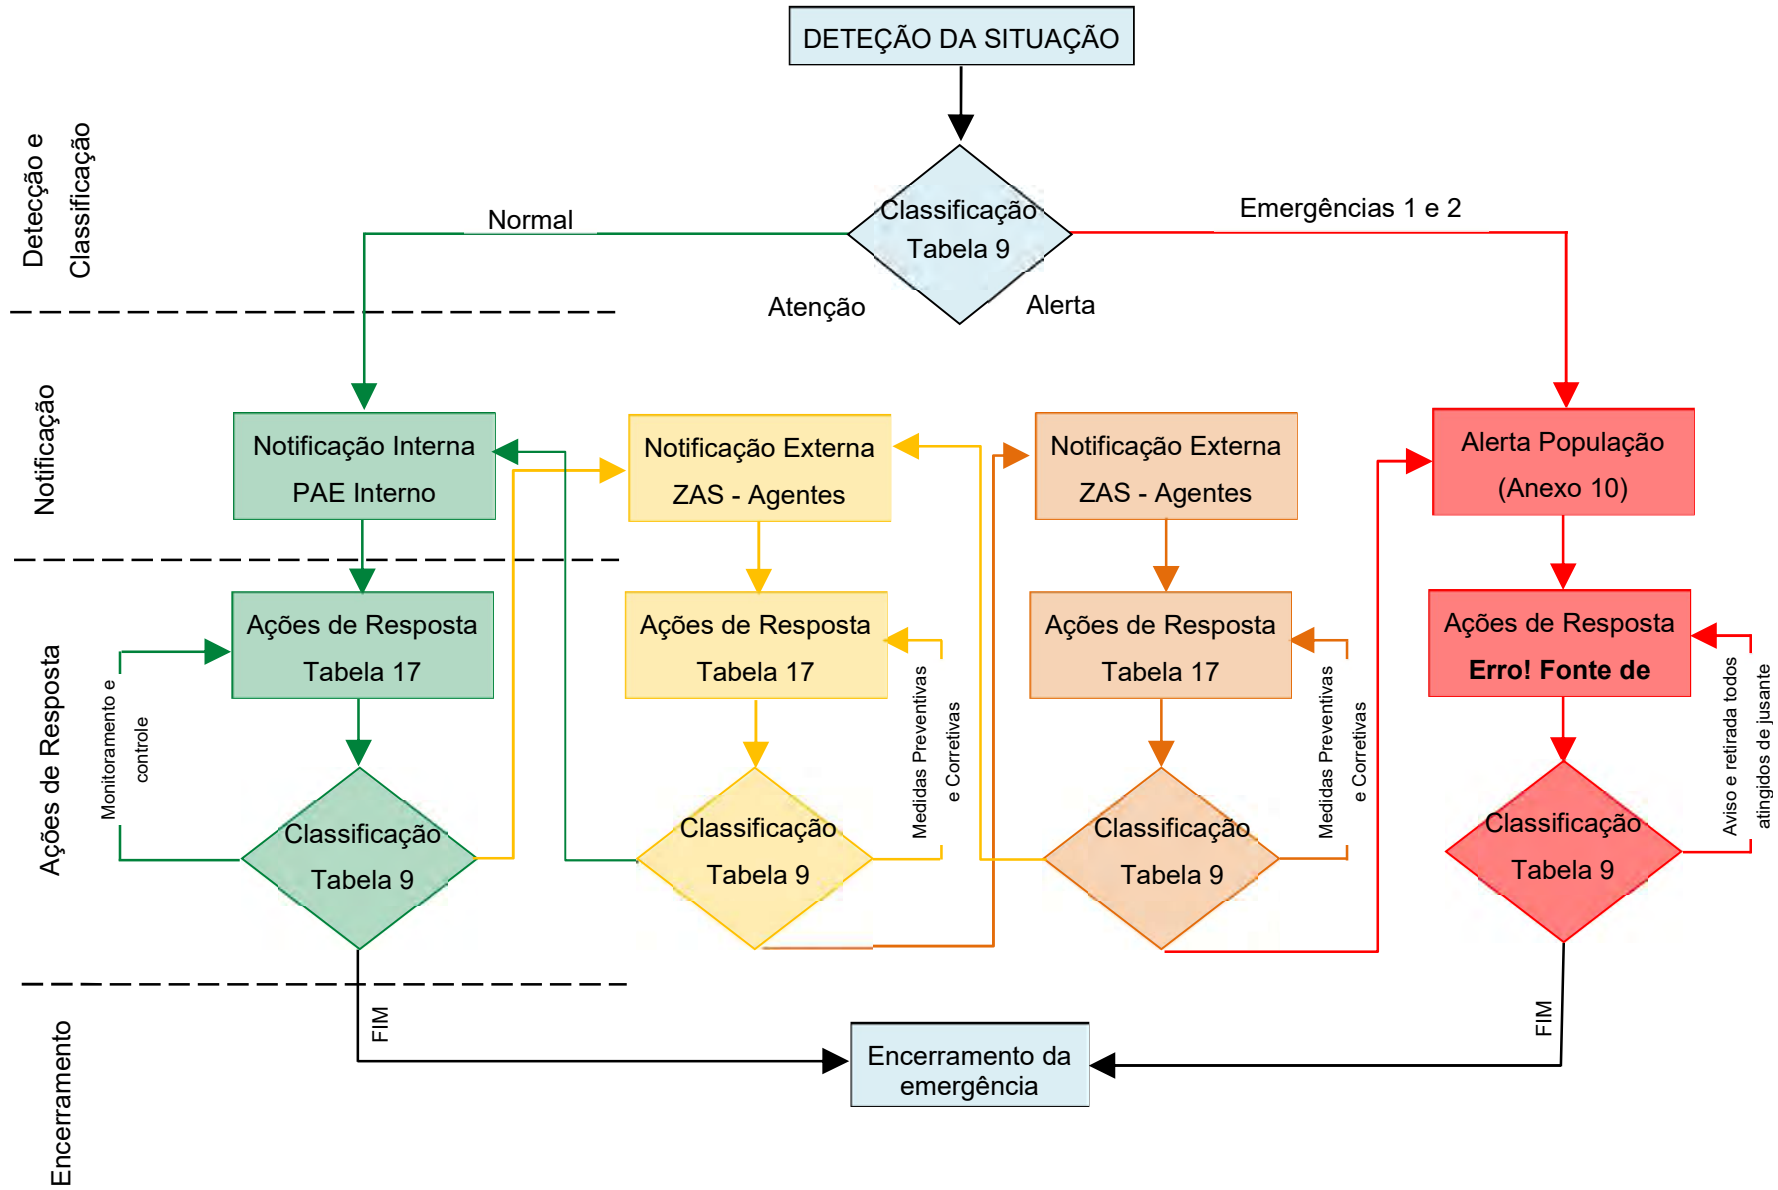 DETEÇÃO DA SITUAÇÃO
Detecção e
Classificação
Classificação
Tabela 9
Normal
Emergências 1 e 2
Atenção
Alerta
Notificação
Notificação Interna
PAE Interno
Notificação Externa
ZAS - Agentes
Notificação Externa
ZAS - Agentes
Alerta População
(Anexo 10)
Ações de Resposta
Ações de Resposta
Tabela 17
Ações de Resposta
Tabela 17
Ações de Resposta
Tabela 17
Ações de Resposta
Erro! Fonte de
Monitoramento e
controle
Medidas Preventivas
e Corretivas
Medidas Preventivas
e Corretivas
Aviso e retirada todos
atingidos de jusante
Classificação
Tabela 9
Classificação
Tabela 9
Classificação
Tabela 9
Classificação
Tabela 9
FIM
FIM
Encerramento
Encerramento da
emergência